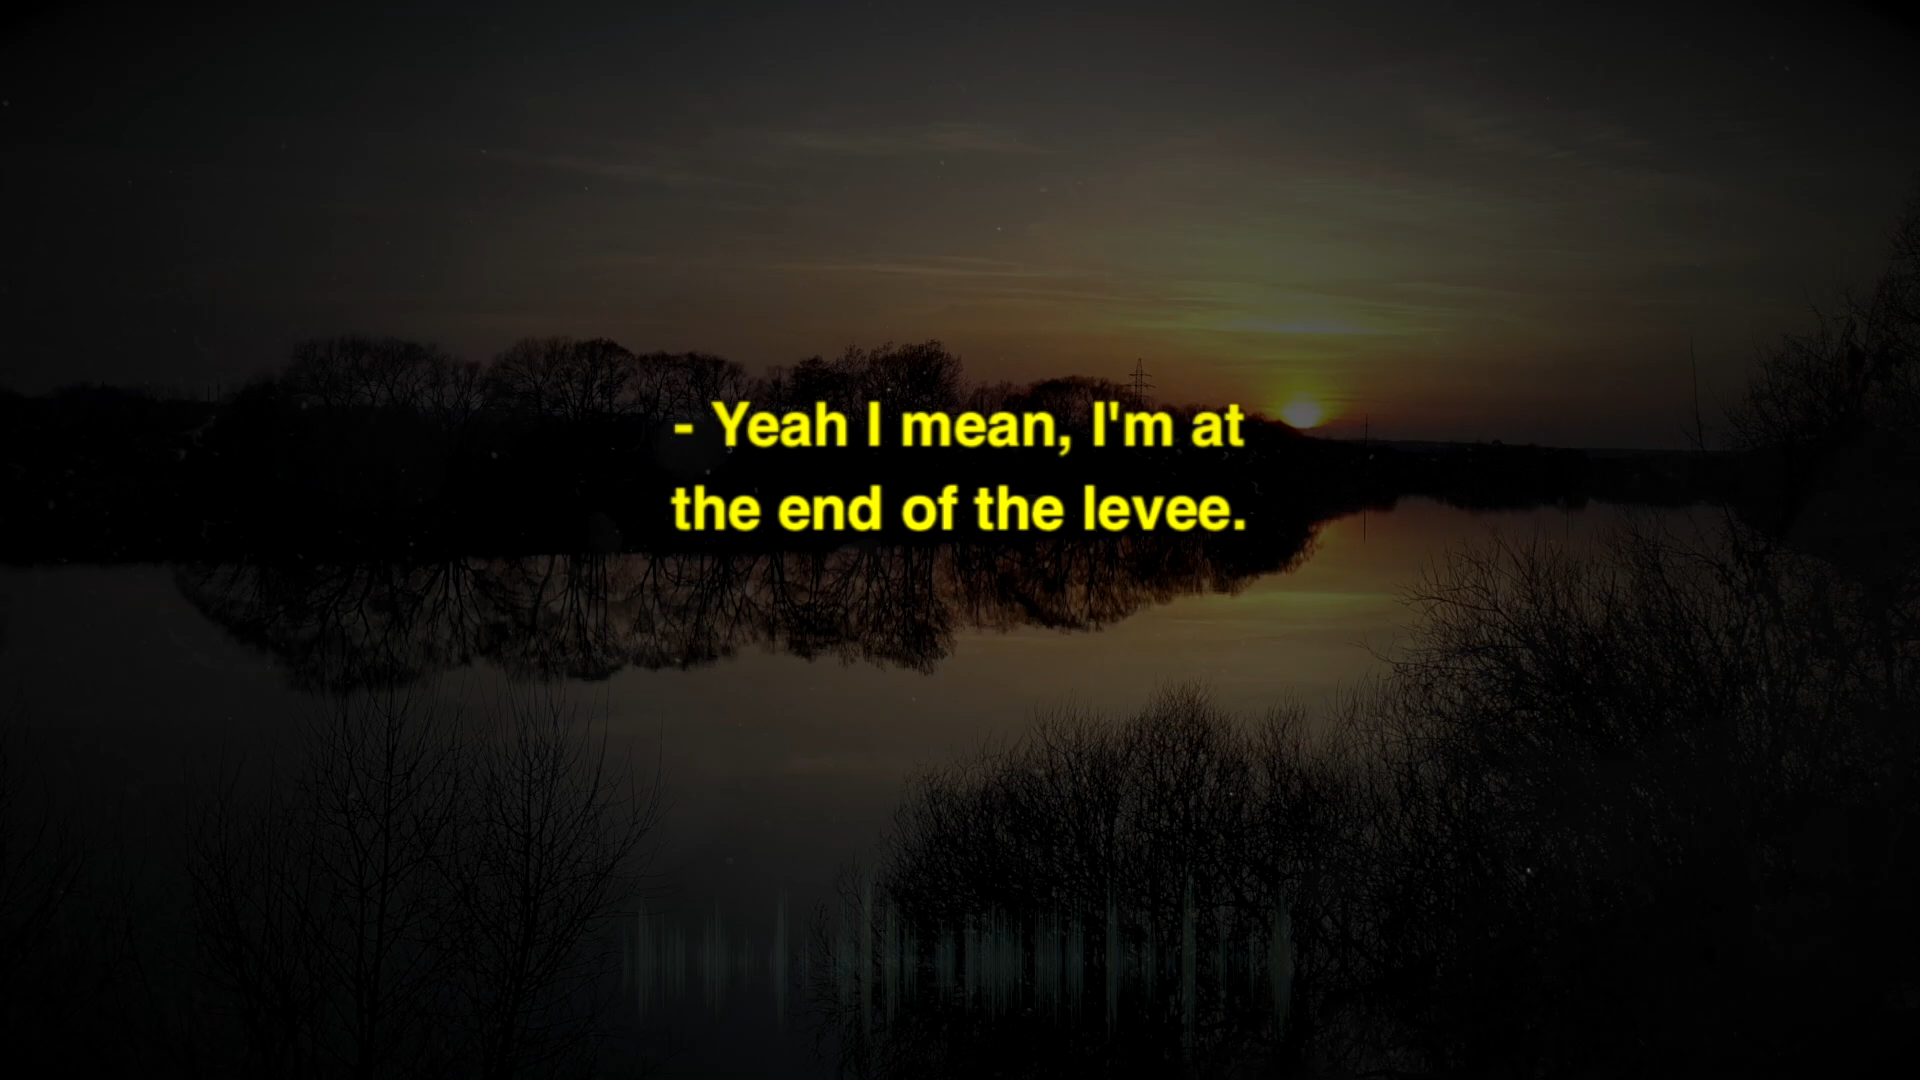 - Yeah I mean, I'm at
the end of the levee.